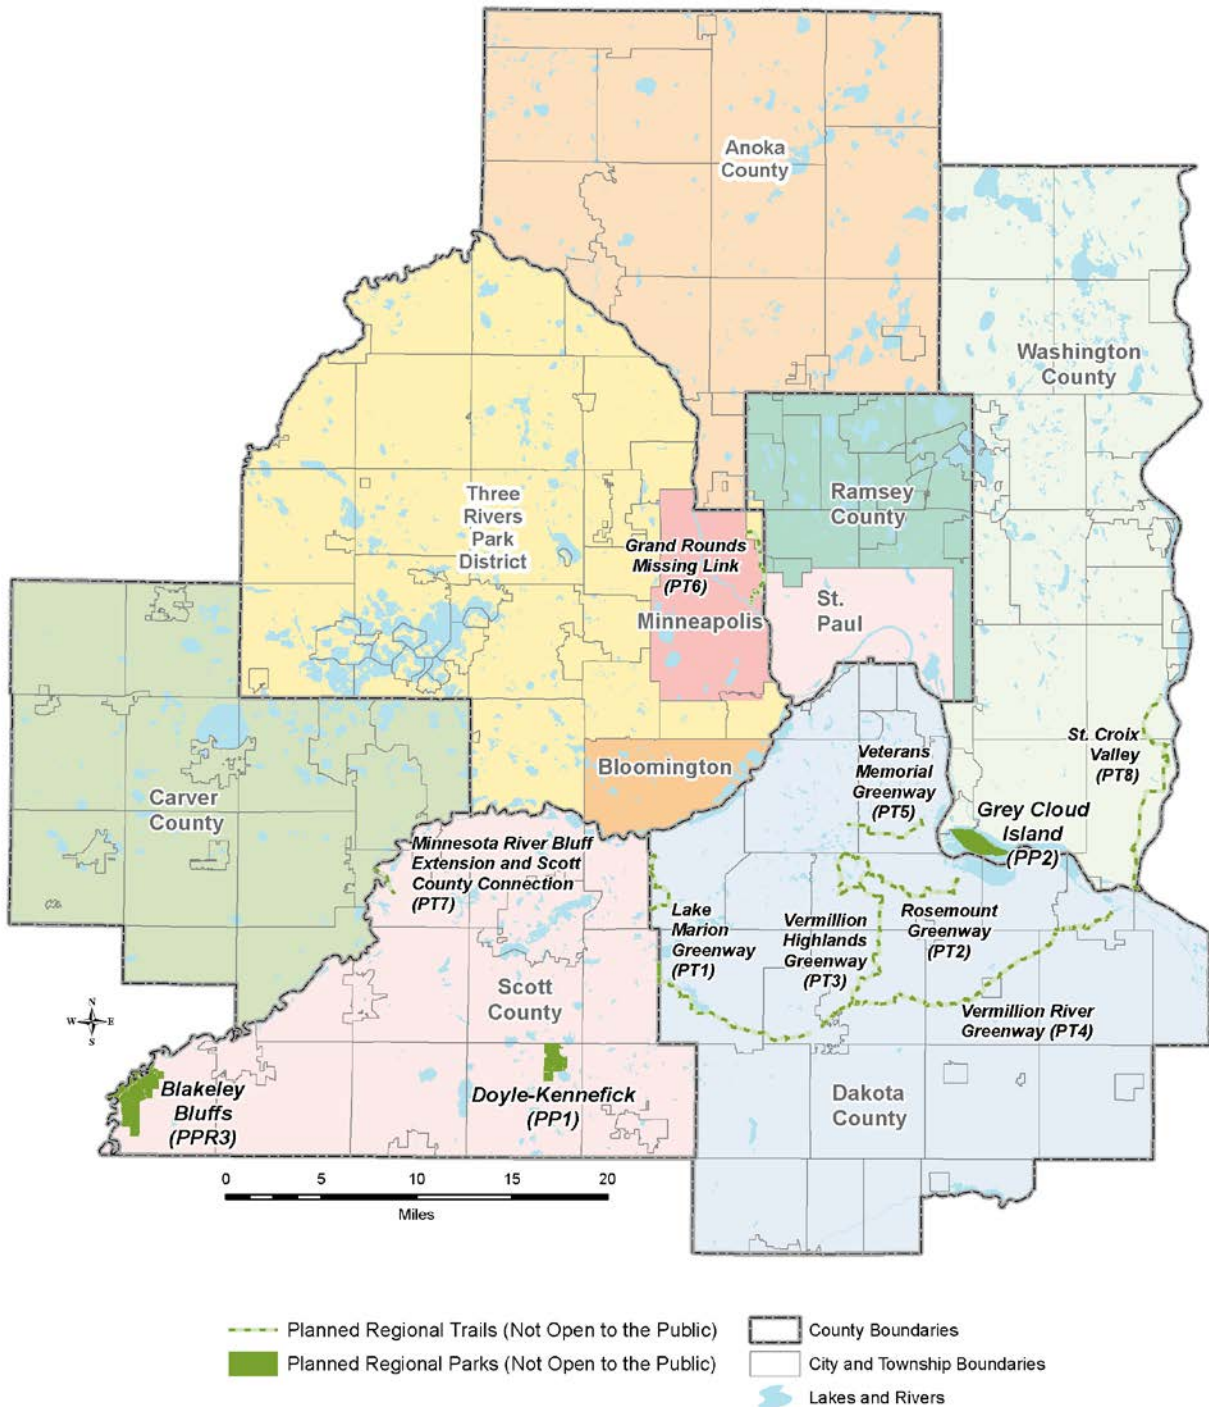 Anoka
County
Washington
County
Three
Rivers
Park
District
Ramsey
County
Grand Rounds
Missing Link
(PT6)
Minneapolis
St.
Paul
Carver
County
Bloomington
Veterans
Memorial
Greenway
(PT5)
St. Croix
Valley
(PT8)
Grey Cloud
Island
(PP2)
Minnesota River Bluff
Extension and Scott
County Connection
(PT7)
Lake
Marion
Greenway
(PT1)
Vermillion
Highlands
Greenway
(PT3)
Rosemount
Greenway
(PT2)
Scott
County
Vermillion River
Greenway (PT4)
N
W E
S
Blakeley
Bluffs
(PPR3)
Doyle-Kennefick
(PP1)
Dakota
County
0 5 10 15 20
Miles
Planned Regional Trails (Not Open to the Public)
Planned Regional Parks (Not Open to the Public)
County Boundaries
City and Township Boundaries
Lakes and Rivers